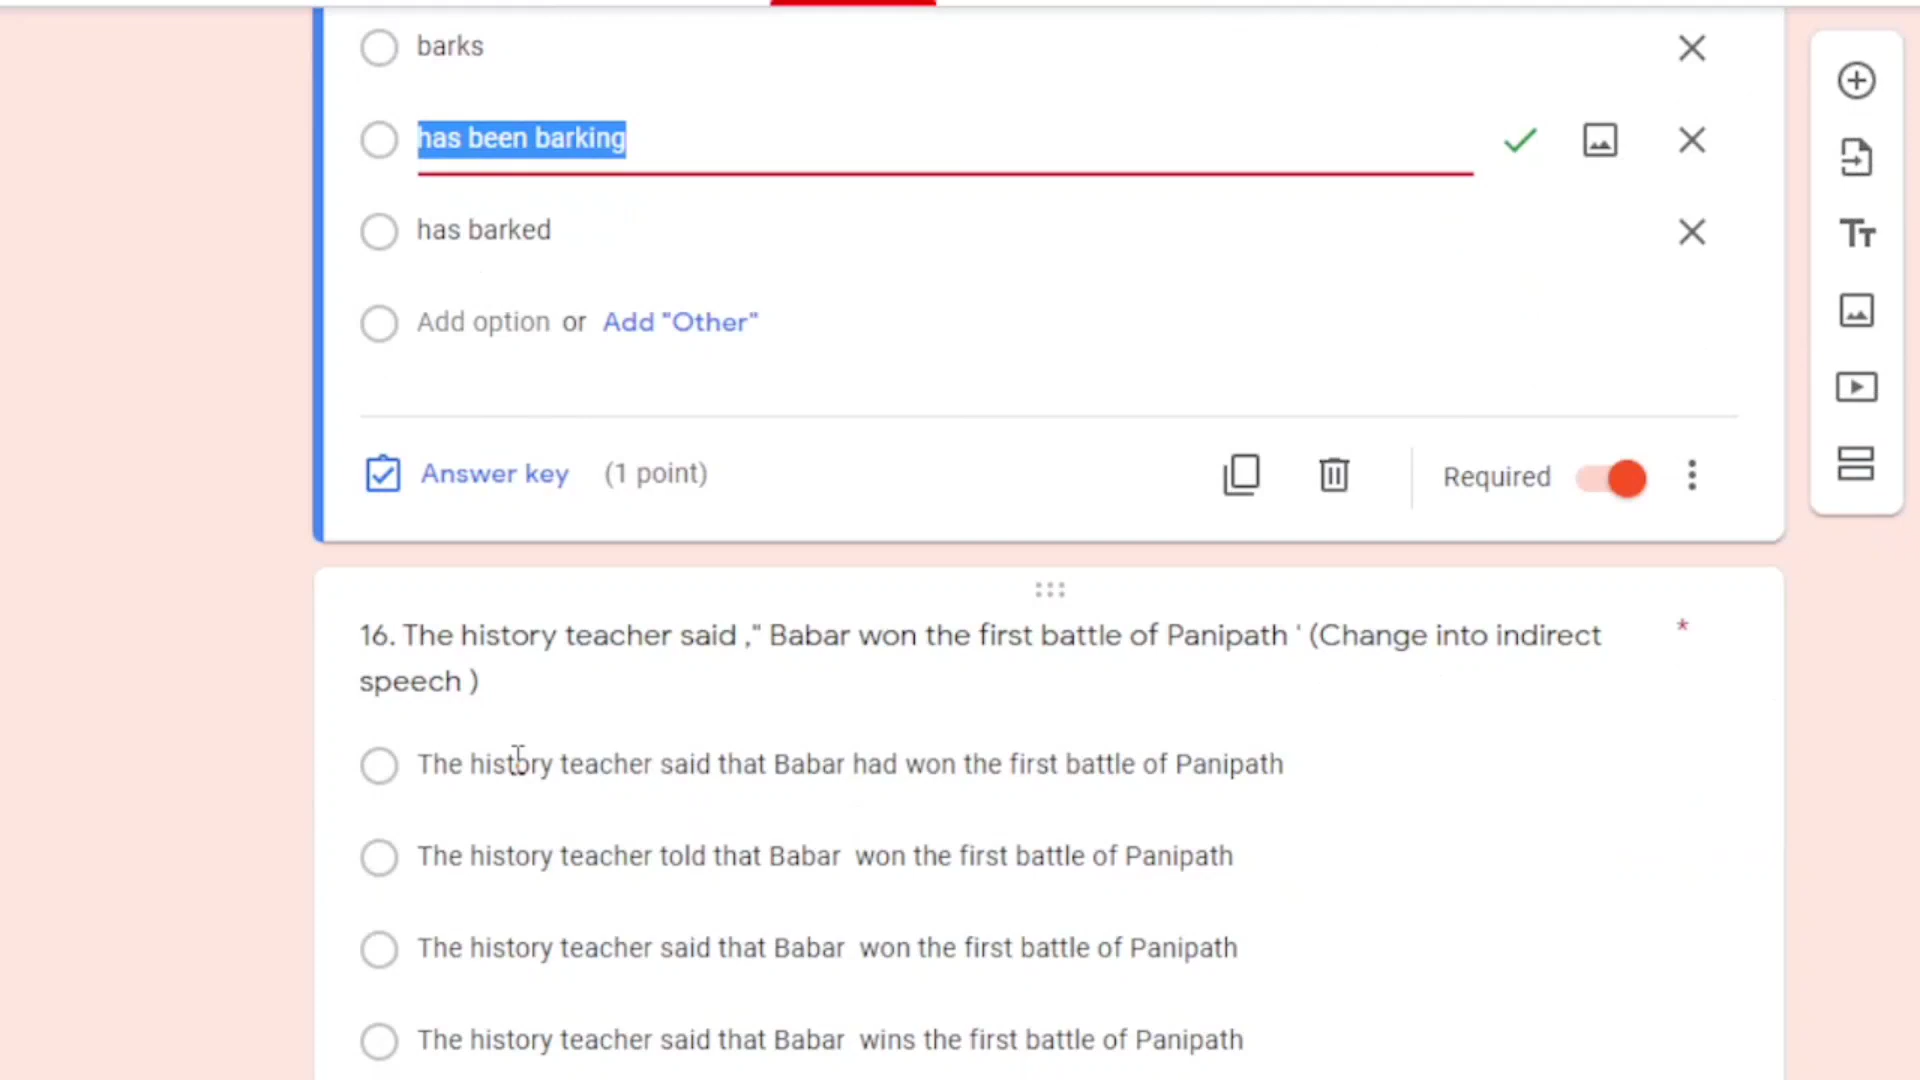 barks
has been barking
has barked
Add option or Add "Other"
Answer key (1 point)
Required
16. The history teacher said ," Babar won the first battle of Panipath ' (Change into indirect *
speech )
The history teacher said that Babar had won the first battle of Panipath
The history teacher told that Babar  won the first battle of Panipath
The history teacher said that Babar  won the first battle of Panipath
The history teacher said that Babar  wins the first battle of Panipath